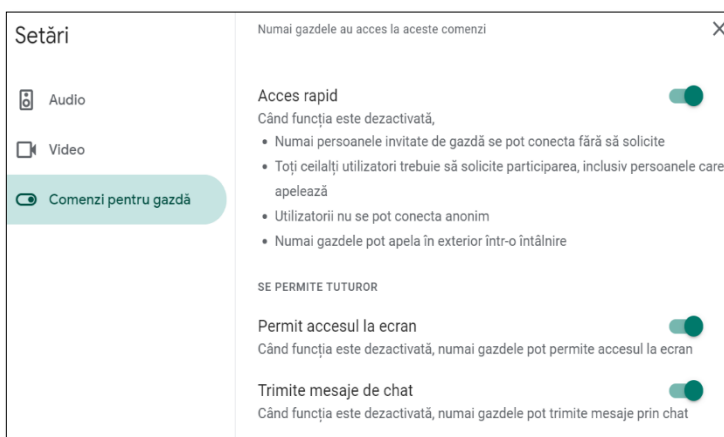 Setări
Audio
Video
Comenzi pentru gazdă
Numai gazdele au acces la aceste comenzi
Acces rapid
Când funcția este dezactivată,
• Numai persoanele invitate de gazdă se pot conecta fără să solicite
• Toți ceilalți utilizatori trebuie să solicite participarea, inclusiv persoanele care
apelează
• Utilizatorii nu se pot conecta anonim
• Numai gazdele pot apela în exterior într-o întâlnire
SE PERMITE TUTUROR
Permit accesul la ecran
Când funcția este dezactivată, numai gazdele pot permite accesul la ecran
Trimite mesaje de chat
Când funcția este dezactivată, numai gazdele pot trimite mesaje prin chat